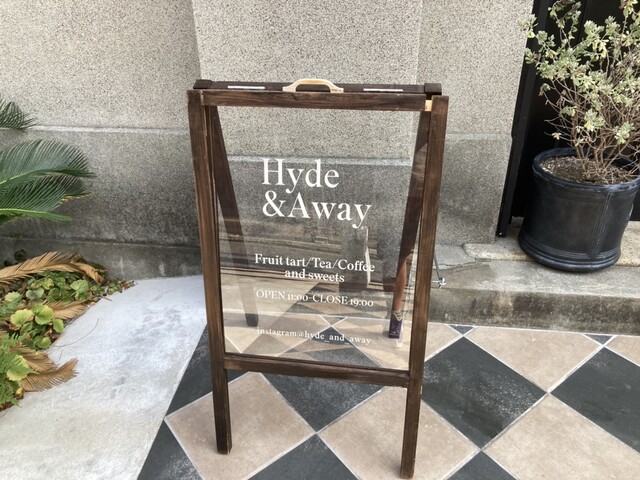 Hyde
&Away
Fruit tart/Tea/Coffee
and sweets
OPEN 11:00-CLOSE 19:00
instagram@hyde_and_away